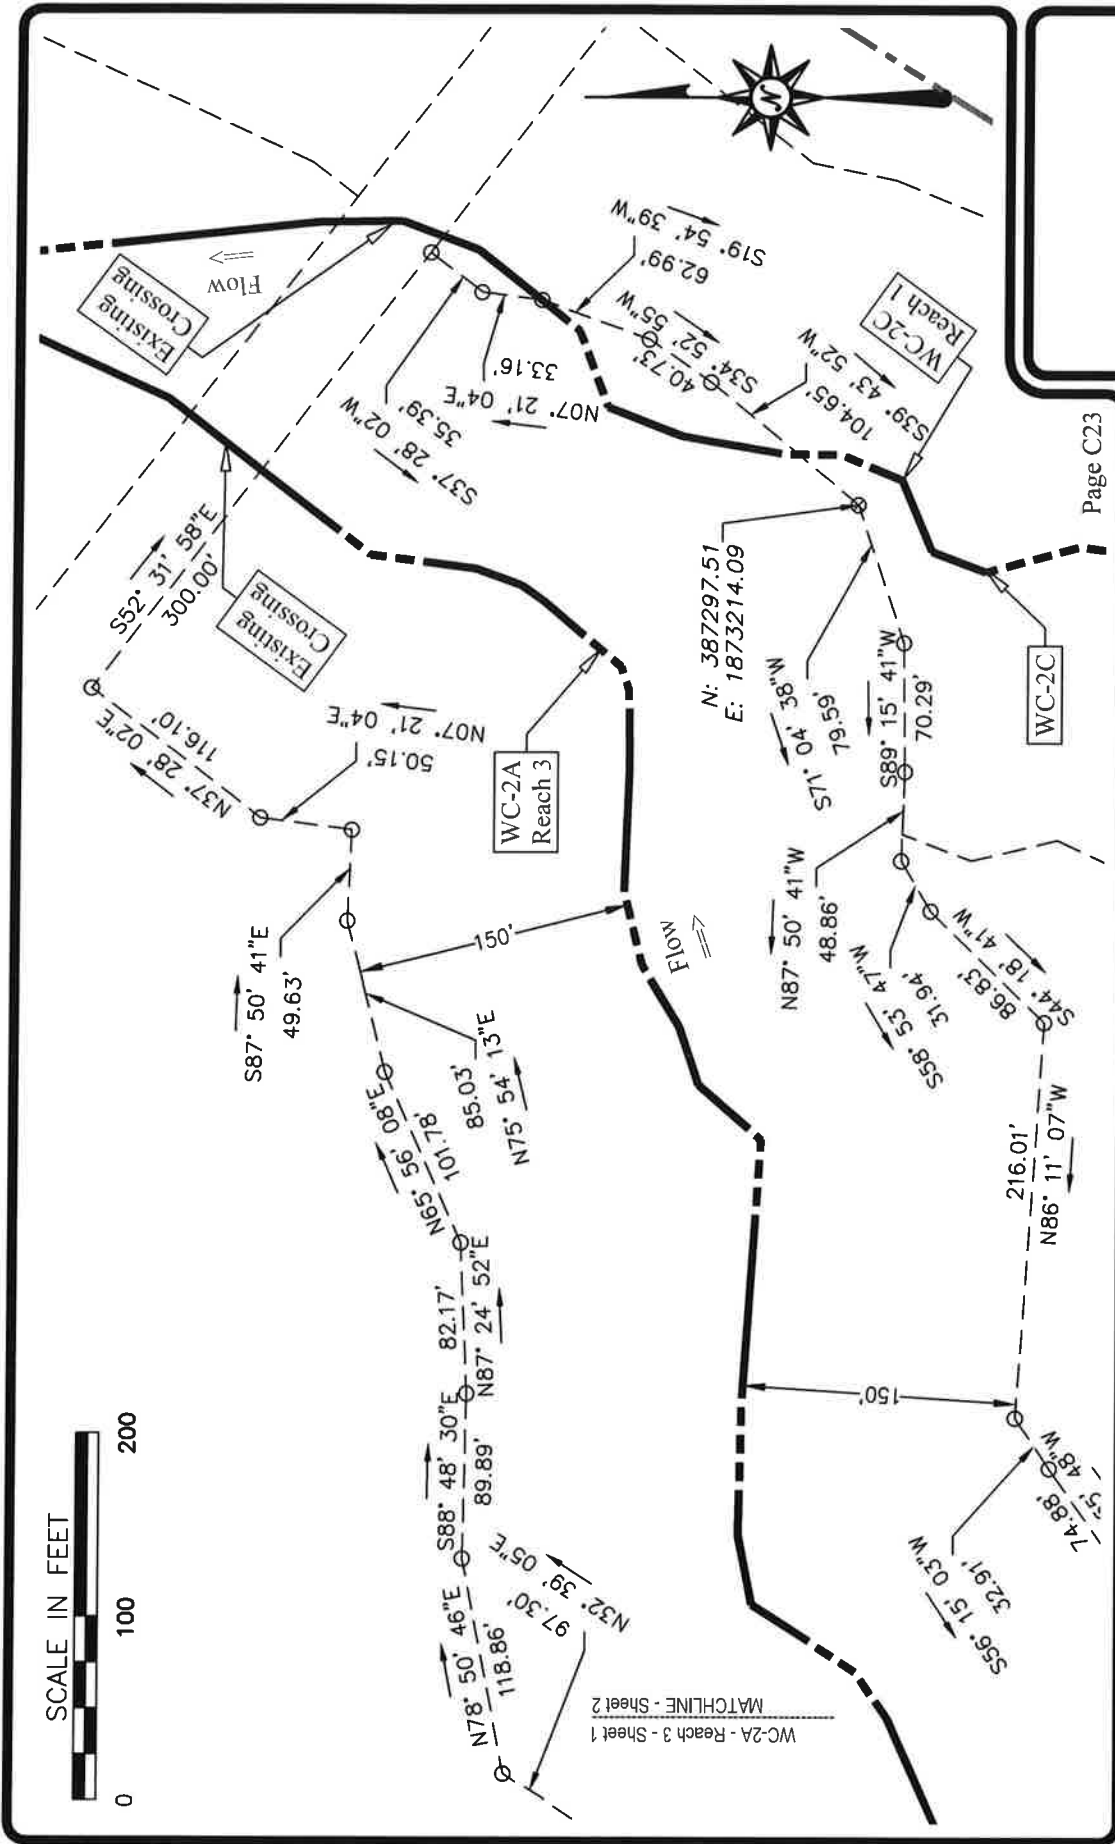 SCALE IN FEET
0
100
200
N
Existing
Crossing
Flow
S19° 54' 39"W
62.99'
S34° 52' 55"W
40.73'
S39° 43' 52"W
104.65'
WC-2C
Reach 1
N07° 21' 04"E
33.16'
S37° 28' 02"W
35.39'
S52° 31' 58"E
300.00'
Existing
Crossing
N37° 28' 02"E
116.10'
N07° 21' 04"E
50.15'
WC-2A
Reach 3
N: 387297.51
E: 1873214.09
S71° 04' 38"W
79.59'
S89° 15' 41"W
70.29'
WC-2C
Page C23
N87° 50' 41"W
48.86'
S58° 53' 47"W
31.94'
S44° 18' 41"W
86.83'
S87° 50' 41"E
49.63'
150'
Flow
N75° 54' 13"E
85.03'
N65° 56' 08"E
101.78'
82.17'
N87° 24' 52"E
S88° 48' 30"E
89.89'
N78° 50' 46"E
118.86'
N32° 39' 05"E
97.30'
216.01'
N86° 11' 07"W
150'
S56° 15' 03"W
32.91'
74.88'
48"W
WC-2A - Reach 3 - Sheet 1
MATCHLINE - Sheet 2